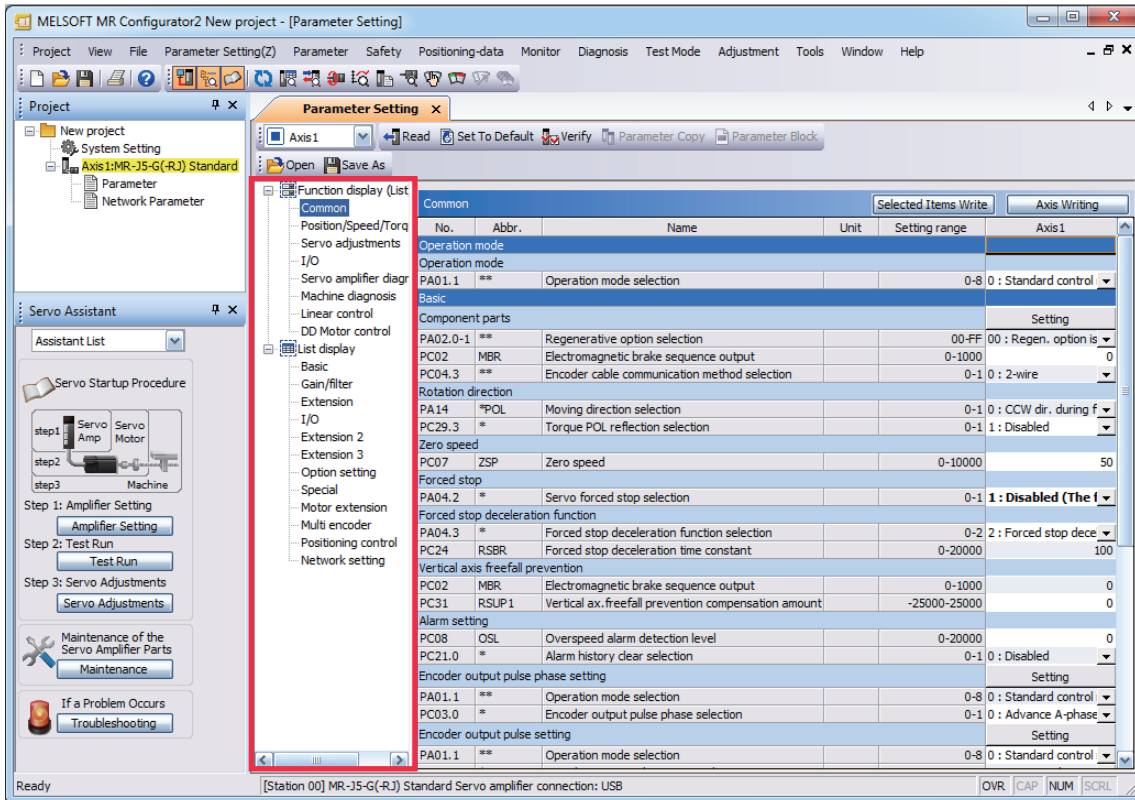 MELSOFT MR Configurator2 New project - [Parameter Setting]
Project View File Parameter Setting(Z) Parameter Safety Positioning-data Monitor Diagnosis Test Mode Adjustment Tools Window Help
Project
New project
System Setting
Axis1:MR-J5-G(-RJ) Standard
Parameter
Network Parameter
Servo Assistant
Assistant List
Servo Startup Procedure
step1
Servo Amp
Servo Motor
step2
step3
Machine
Step 1: Amplifier Setting
Amplifier Setting
Step 2: Test Run
Test Run
Step 3: Servo Adjustments
Servo Adjustments
Maintenance of the
Servo Amplifier Parts
Maintenance
If a Problem Occurs
Troubleshooting
Parameter Setting
Axis1 Read Set To Default Verify Parameter Copy Parameter Block
Open Save As
Function display (List
Common
Position/Speed/Torq
Servo adjustments
I/O
Servo amplifier diagr
Machine diagnosis
Linear control
DD Motor control
List display
Basic
Gain/filter
Extension
I/O
Extension 2
Extension 3
Option setting
Special
Motor extension
Multi encoder
Positioning control
Network setting
Common Selected Items Write Axis Writing
No. Abbr. Name Unit Setting range Axis1
Operation mode
Operation mode
PA01.1 ** Operation mode selection 0-8 0 : Standard control
Basic
Component parts Setting
PA02.0-1 ** Regenerative option selection 00-FF 00 : Regen. option is
PC02 MBR Electromagnetic brake sequence output 0-1000 0
PC04.3 ** Encoder cable communication method selection 0-1 0 : 2-wire
Rotation direction
PA14 *POL Moving direction selection 0-1 0 : CCW dir. during f
PC29.3 * Torque POL reflection selection 0-1 1 : Disabled
Zero speed
PC07 ZSP Zero speed 0-10000 50
Forced stop
PA04.2 * Servo forced stop selection 0-1 1 : Disabled (The f
Forced stop deceleration function
PA04.3 * Forced stop deceleration function selection 0-2 2 : Forced stop dece
PC24 RSBR Forced stop deceleration time constant 0-20000 100
Vertical axis freefall prevention
PC02 MBR Electromagnetic brake sequence output 0-1000 0
PC31 RSUP1 Vertical ax.freefall prevention compensation amount -25000-25000 0
Alarm setting
PC08 OSL Overspeed alarm detection level 0-20000 0
PC21.0 * Alarm history clear selection 0-1 0 : Disabled
Encoder output pulse phase setting Setting
PA01.1 ** Operation mode selection 0-8 0 : Standard control
PC03.0 * Encoder output pulse phase selection 0-1 0 : Advance A-phase
Encoder output pulse setting Setting
PA01.1 ** Operation mode selection 0-8 0 : Standard control
Ready [Station 00] MR-J5-G(-RJ) Standard Servo amplifier connection: USB OVR CAP NUM SCRL